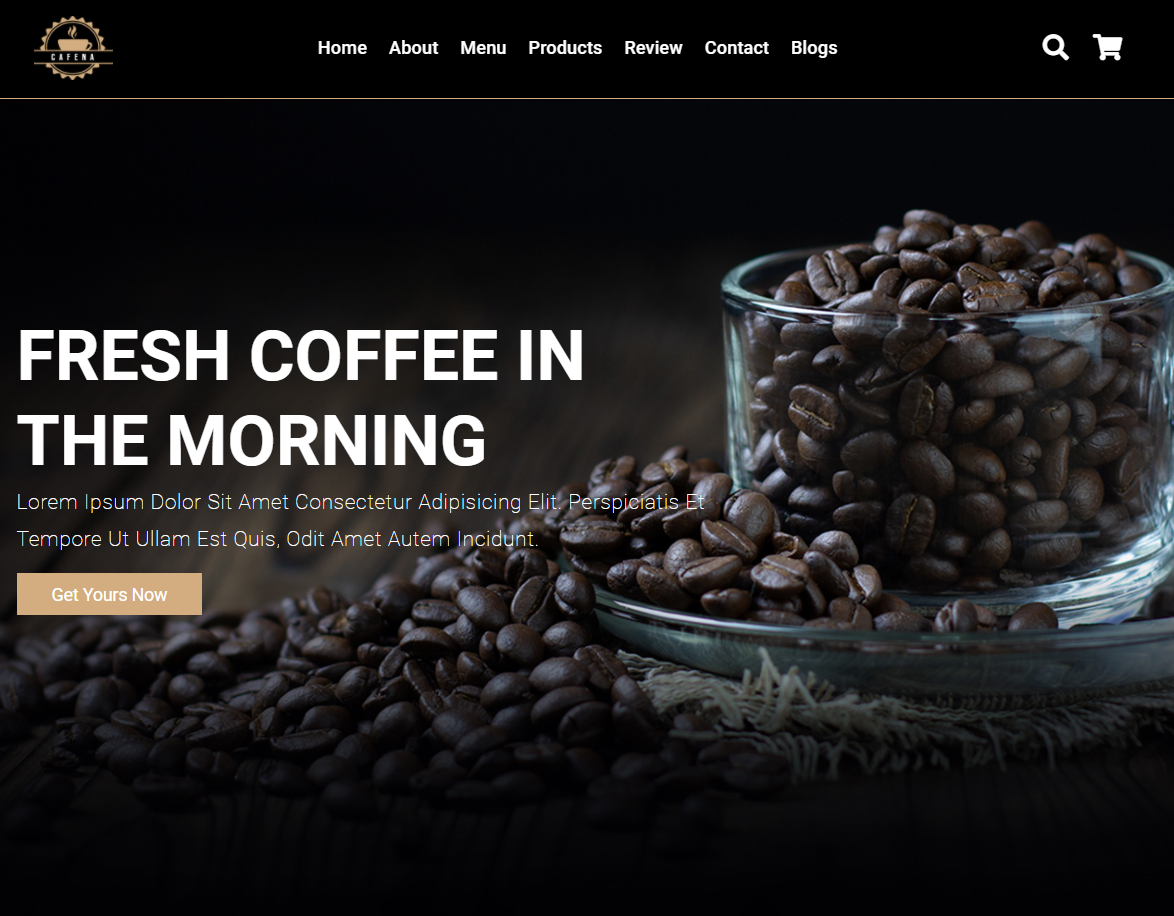 CAFENA
Home About Menu Products Review Contact Blogs
FRESH COFFEE IN
THE MORNING
Lorem Ipsum Dolor Sit Amet Consectetur Adipisicing Elit. Perspiciatis Et
Tempore Ut Ullam Est Quis, Odit Amet Autem Incidunt.
Get Yours Now